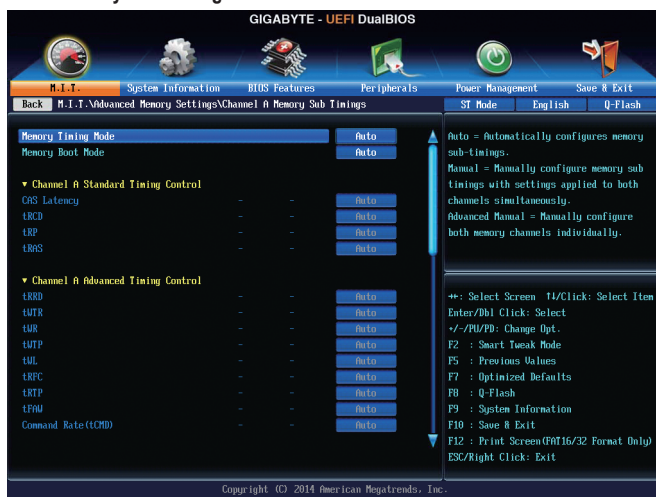 GIGABYTE - UEFI DualBIOS
M.I.T. System Information BIOS Features Peripherals Power Management Save & Exit
Back M.I.T.\Advanced Memory Settings\Channel A Memory Sub Timings ST Mode English Q-Flash
Memory Timing Mode Auto
Memory Boot Mode Auto
▼ Channel A Standard Timing Control
CAS Latency - - Auto
tRCD - - Auto
tRP - - Auto
tRAS - - Auto
▼ Channel A Advanced Timing Control
tRRD - - Auto
tWTR - - Auto
tWR - - Auto
tWTP - - Auto
tWL - - Auto
tRFC - - Auto
tRTP - - Auto
tFAW - - Auto
Command Rate(tCMD) - - Auto
Auto = Automatically configures memory
sub-timings.
Manual = Manually configure memory sub
timings with settings applied to both
channels simultaneously.
Advanced Manual = Manually configure
both memory channels individually.
→←: Select Screen ↑↓/Click: Select Item
Enter/Dbl Click: Select
+/-/PU/PD: Change Opt.
F2 : Smart Tweak Mode
F5 : Previous Values
F7 : Optimized Defaults
F8 : Q-Flash
F9 : System Information
F10 : Save & Exit
F12 : Print Screen(FAT16/32 Format Only)
ESC/Right Click: Exit
Copyright (C) 2014 American Megatrends, Inc.